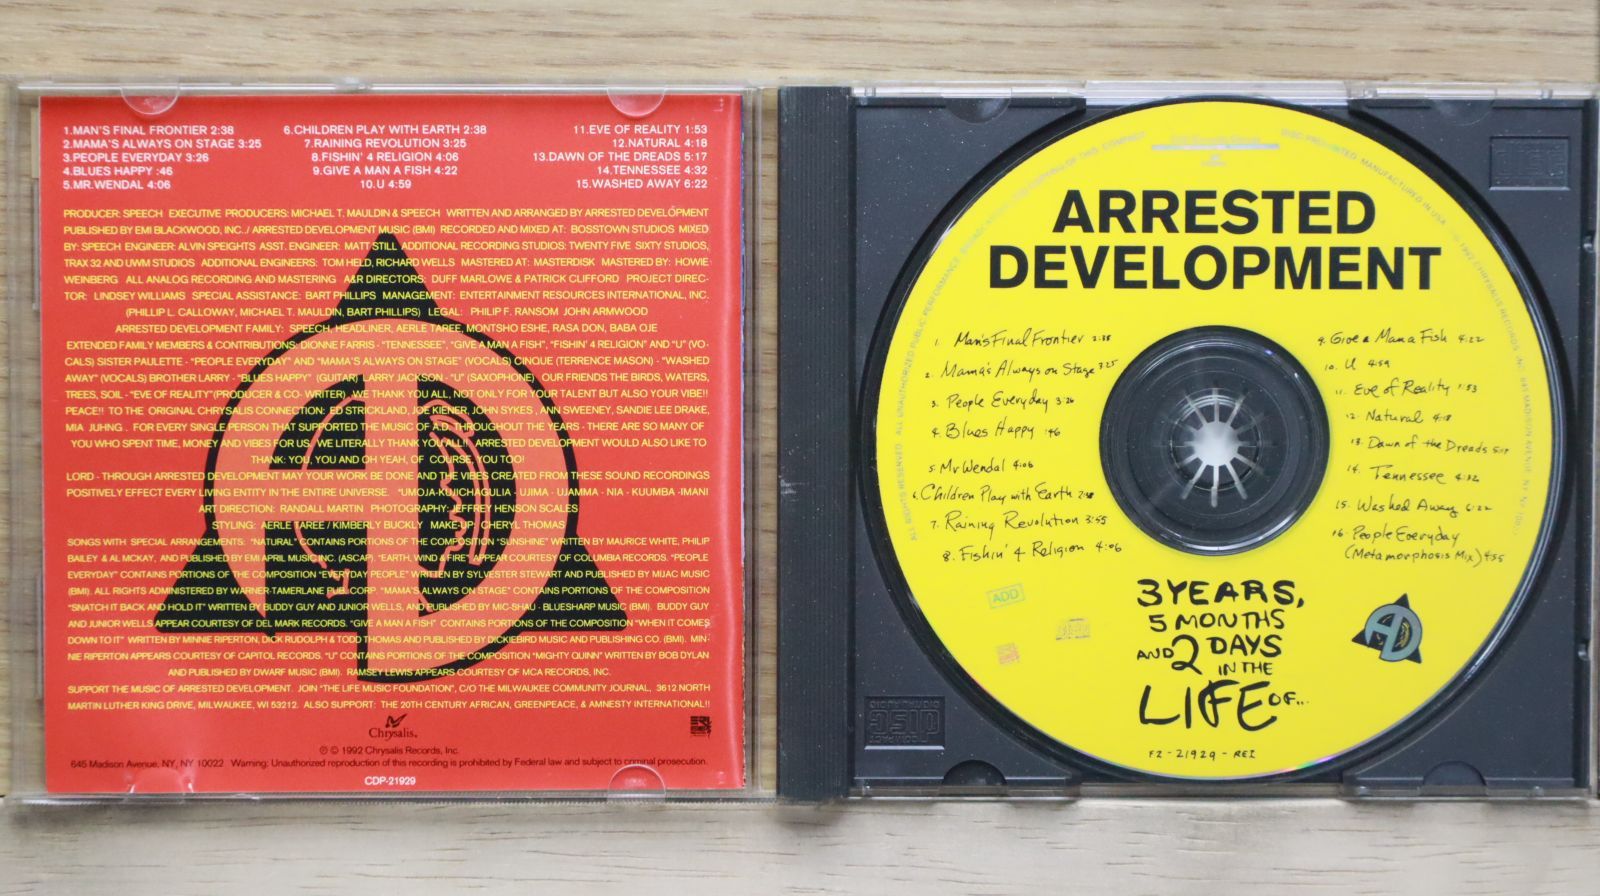 1.MAN'S FINAL FRONTIER 2:38
2.MAMA'S ALWAYS ON STAGE 3:25
3.PEOPLE EVERYDAY 3:26
4.BLUES HAPPY :46
5.MR.WENDAL 4:06
6.CHILDREN PLAY WITH EARTH 2:38
7.RAINING REVOLUTION 3:25
8.FISHIN' 4 RELIGION 4:06
9.GIVE A MAN A FISH 4:22
10.U 4:59
11.EVE OF REALITY 1:53
12.NATURAL 4:18
13.DAWN OF THE DREADS 5:17
14.TENNESSEE 4:32
15.WASHED AWAY 6:22
PRODUCER: SPEECH EXECUTIVE PRODUCERS: MICHAEL T. MAULDIN & SPEECH WRITTEN AND ARRANGED BY ARRESTED DEVELOPMENT
PUBLISHED BY EMI BLACKWOOD, INC./ ARRESTED DEVELOPMENT MUSIC (BMI) RECORDED AND MIXED AT: BOSSTOWN STUDIOS MIXED
BY: SPEECH ENGINEER: ALVIN SPEIGHTS ASST. ENGINEER: MATT STILL ADDITIONAL RECORDING STUDIOS: TWENTY FIVE SIXTY STUDIOS,
TRAX 32 AND UWM STUDIOS ADDITIONAL ENGINEERS: TOM HELD, RICHARD WELLS MASTERED AT: MASTERDISK MASTERED BY: HOWIE
WEINBERG ALL ANALOG RECORDING AND MASTERING A&R DIRECTORS: DUFF MARLOWE & PATRICK CLIFFORD PROJECT DIREC-
TOR: LINDSEY WILLIAMS SPECIAL ASSISTANCE: BART PHILLIPS MANAGEMENT: ENTERTAINMENT RESOURCES INTERNATIONAL, INC.
(PHILLIP L. CALLOWAY, MICHAEL T. MAULDIN, BART PHILLIPS) LEGAL: PHILIP F. RANSOM JOHN ARMWOOD
ARRESTED DEVELOPMENT FAMILY: SPEECH, HEADLINER, AERLE TAREE, MONTSHO ESHE, RASA DON, BABA OJE
EXTENDED FAMILY MEMBERS & CONTRIBUTIONS: DIONNE FARRIS - "TENNESSEE", "GIVE A MAN A FISH", "FISHIN' 4 RELIGION" AND "U" (VO-
CALS) SISTER PAULETTE - "PEOPLE EVERYDAY" AND "MAMA'S ALWAYS ON STAGE" (VOCALS) CINQUE (TERRENCE MASON) - "WASHED
AWAY" (VOCALS) BROTHER LARRY - "BLUES HAPPY" (GUITAR) LARRY JACKSON - "U" (SAXOPHONE) OUR FRIENDS THE BIRDS, WATERS,
TREES, SOIL - "EVE OF REALITY"(PRODUCER & CO- WRITER) .WE THANK YOU ALL, NOT ONLY FOR YOUR TALENT BUT ALSO YOUR VIBE!!
PEACE!! TO THE ORIGINAL CHRYSALIS CONNECTION: ED STRICKLAND, JOE KIENER, JOHN SYKES , ANN SWEENEY, SANDIE LEE DRAKE,
MIA JUHNG . FOR EVERY SINGLE PERSON THAT SUPPORTED THE MUSIC OF A.D. THROUGHOUT THE YEARS - THERE ARE SO MANY OF
YOU WHO SPENT TIME, MONEY AND VIBES FOR US. WE LITERALLY THANK YOU ALL!! ARRESTED DEVELOPMENT WOULD ALSO LIKE TO
THANK: YOU, YOU AND OH YEAH, OF COURSE, YOU TOO!
LORD - THROUGH ARRESTED DEVELOPMENT MAY YOUR WORK BE DONE AND THE VIBES CREATED FROM THESE SOUND RECORDINGS
POSITIVELY EFFECT EVERY LIVING ENTITY IN THE ENTIRE UNIVERSE. "UMOJA-KUJICHAGULIA - UJIMA - UJAMMA - NIA - KUUMBA -IMANI
ART DIRECTION: RANDALL MARTIN PHOTOGRAPHY: JEFFREY HENSON SCALES
STYLING: AERLE TAREE / KIMBERLY BUCKLY MAKE-UP: CHERYL THOMAS
SONGS WITH SPECIAL ARRANGEMENTS: "NATURAL" CONTAINS PORTIONS OF THE COMPOSITION "SUNSHINE" WRITTEN BY MAURICE WHITE, PHILIP
BAILEY & AL MCKAY, AND PUBLISHED BY EMI APRIL MUSIC INC. (ASCAP). "EARTH, WIND & FIRE" APPEAR COURTESY OF COLUMBIA RECORDS. "PEOPLE
EVERYDAY" CONTAINS PORTIONS OF THE COMPOSITION "EVERYDAY PEOPLE" WRITTEN BY SYLVESTER STEWART AND PUBLISHED BY MIJAC MUSIC
(BMI). ALL RIGHTS ADMINISTERED BY WARNER-TAMERLANE PUB. CORP. "MAMA'S ALWAYS ON STAGE" CONTAINS PORTIONS OF THE COMPOSITION
"SNATCH IT BACK AND HOLD IT" WRITTEN BY BUDDY GUY AND JUNIOR WELLS, AND PUBLISHED BY MIC-SHAU - BLUESHARP MUSIC (BMI). BUDDY GUY
AND JUNIOR WELLS APPEAR COURTESY OF DEL MARK RECORDS. "GIVE A MAN A FISH" CONTAINS PORTIONS OF THE COMPOSITION "WHEN IT COMES
DOWN TO IT" WRITTEN BY MINNIE RIPERTON, DICK RUDOLPH & TODD THOMAS AND PUBLISHED BY DICKIEBIRD MUSIC AND PUBLISHING CO. (BMI). MIN-
NIE RIPERTON APPEARS COURTESY OF CAPITOL RECORDS. "U" CONTAINS PORTIONS OF THE COMPOSITION "MIGHTY QUINN" WRITTEN BY BOB DYLAN
AND PUBLISHED BY DWARF MUSIC (BMI). RAMSEY LEWIS APPEARS COURTESY OF MCA RECORDS, INC.
SUPPORT THE MUSIC OF ARRESTED DEVELOPMENT. JOIN "THE LIFE MUSIC FOUNDATION", C/O THE MILWAUKEE COMMUNITY JOURNAL, 3612 NORTH
MARTIN LUTHER KING DRIVE, MILWAUKEE, WI 53212. ALSO SUPPORT: THE 20TH CENTURY AFRICAN, GREENPEACE, & AMNESTY INTERNATIONAL!!
Chrysalis.
℗ © 1992 Chrysalis Records, Inc.
645 Madison Avenue, NY, NY 10022 Warning: Unauthorized reproduction of this recording is prohibited by Federal law and subject to criminal prosecution.
CDP-21929
ARRESTED
DEVELOPMENT
1. Man's Final Frontier 2:38
2. Mama's Always on Stage 3:25
3. People Everyday 3:26
4. Blues Happy :46
5. Mr Wendal 4:06
6. Children Play with Earth 2:38
7. Raining Revolution 3:55
8. Fishin' 4 Religion 4:06
9. Give a Man a Fish 4:22
10. U 4:59
11. Eve of Reality 1:53
12. Natural 4:18
13. Dawn of the Dreads 5:17
14. Tennessee 4:32
15. Washed Away 6:22
16. People Everyday
(Metamorphosis Mix) 4:55
ADD
3 YEARS,
5 MONTHS
AND 2 DAYS
IN THE
LIFE OF...
F2-21929-RE1
COMPACT
disc
DIGITAL AUDIO